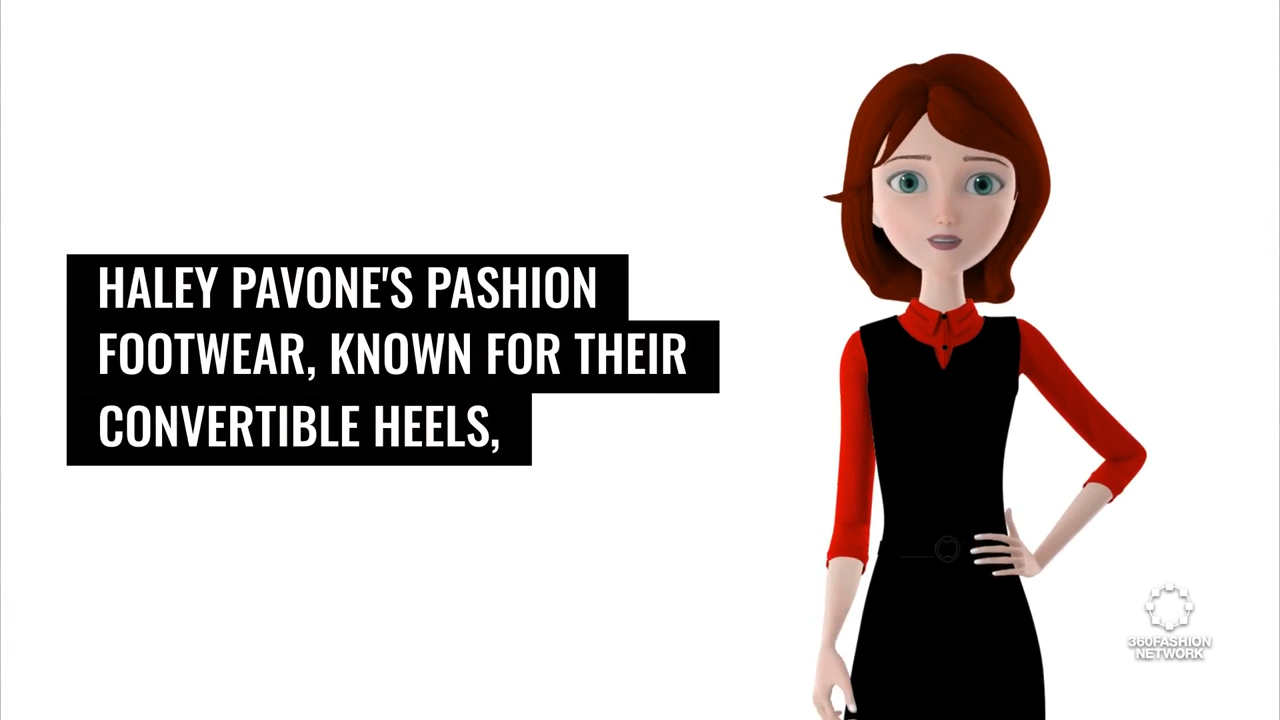 HALEY PAVONE'S PASHION
FOOTWEAR, KNOWN FOR THEIR
CONVERTIBLE HEELS,
360FASHION
NETWORK